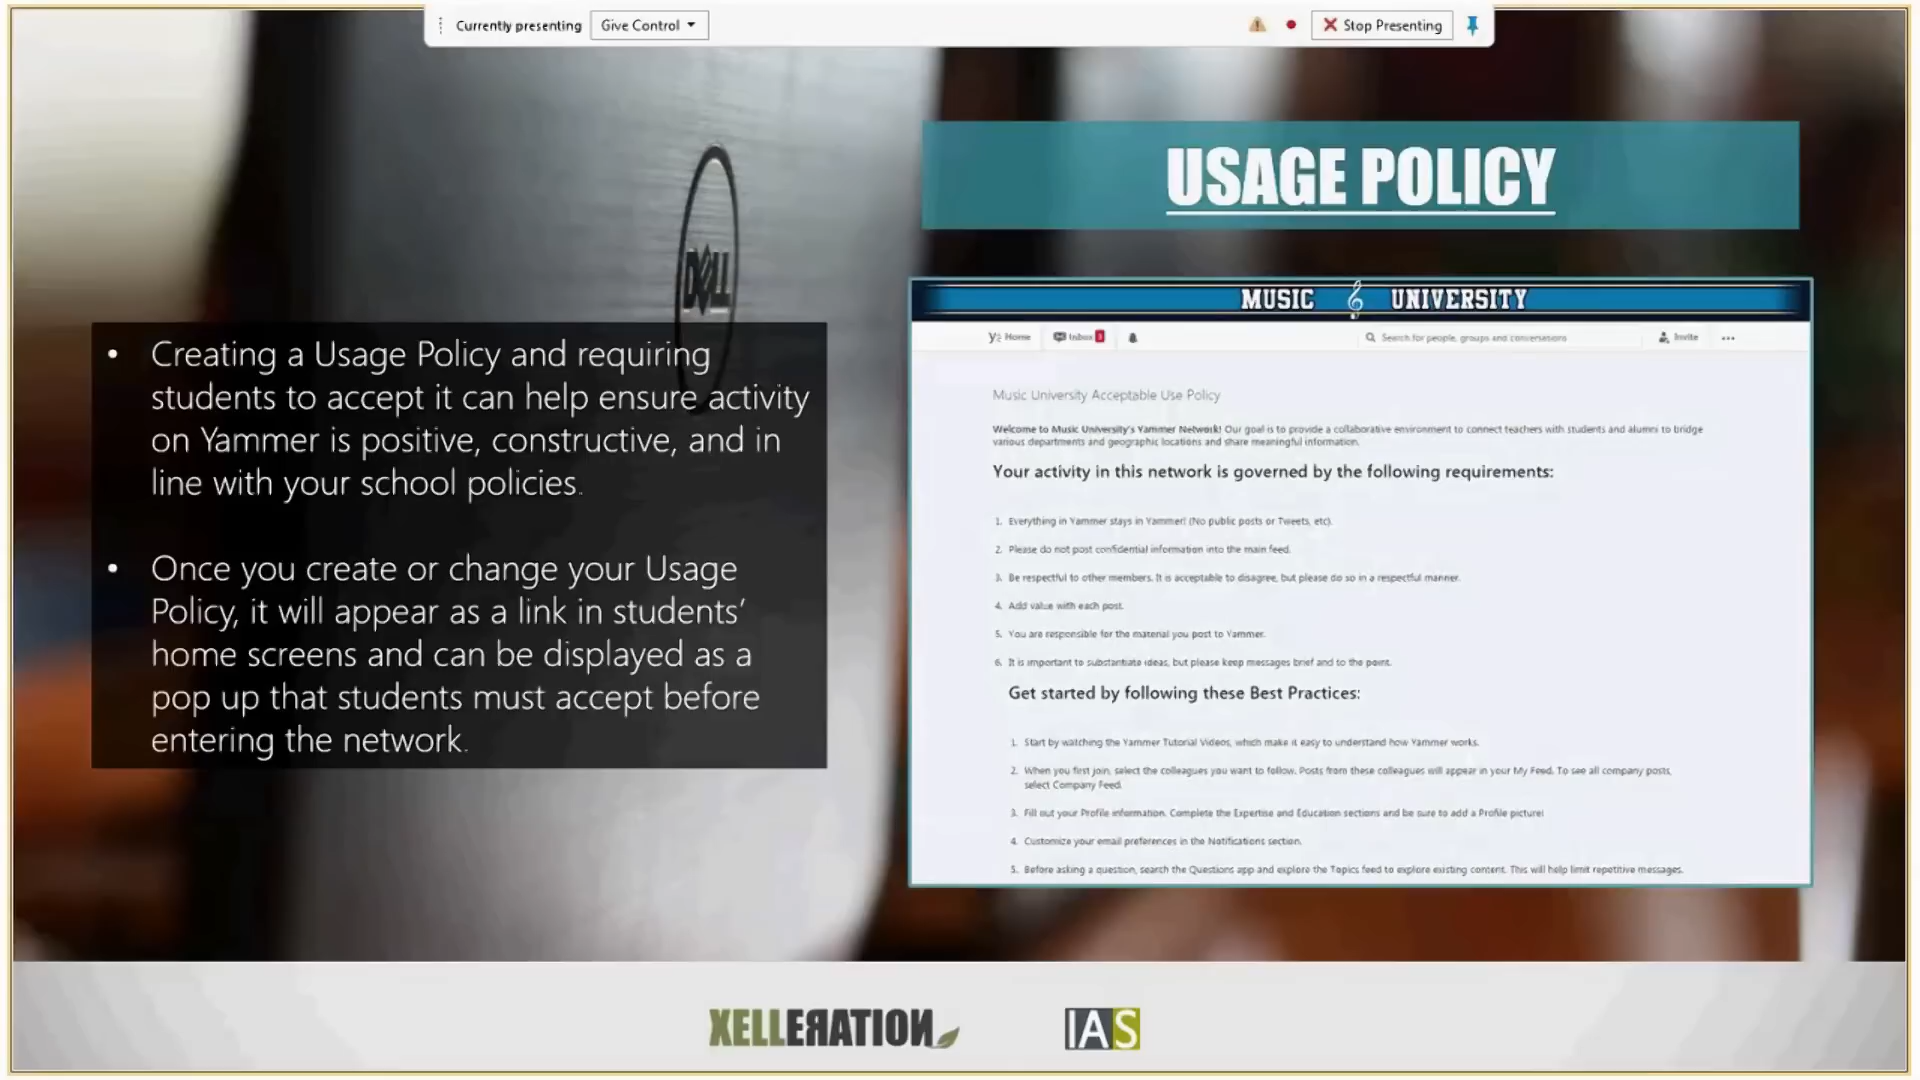 Currently presenting
Give Control
Stop Presenting
USAGE POLICY
DELL
• Creating a Usage Policy and requiring
students to accept it can help ensure activity
on Yammer is positive, constructive, and in
line with your school policies.
• Once you create or change your Usage
Policy, it will appear as a link in students’
home screens and can be displayed as a
pop up that students must accept before
entering the network.
MUSIC UNIVERSITY
Home Inbox Search for people, groups and conversations Invite
Music University Acceptable Use Policy
Welcome to Music University's Yammer Network! Our goal is to provide a collaborative environment to connect teachers with students and alumni to bridge
various departments and geographic locations and share meaningful information.
Your activity in this network is governed by the following requirements:
1. Everything in Yammer stays in Yammer! (No public posts or Tweets, etc).
2. Please do not post confidential information into the main feed.
3. Be respectful to other members. It is acceptable to disagree, but please do so in a respectful manner.
4. Add value with each post.
5. You are responsible for the material you post to Yammer.
6. It is important to substantiate ideas, but please keep messages brief and to the point.
Get started by following these Best Practices:
1. Start by watching the Yammer Tutorial Videos, which make it easy to understand how Yammer works.
2. When you first join, select the colleagues you want to follow. Posts from these colleagues will appear in your My Feed. To see all company posts,
select Company Feed.
3. Fill out your Profile information. Complete the Expertise and Education sections and be sure to add a Profile picture!
4. Customize your email preferences in the Notifications section.
5. Before asking a question, search the Questions app and explore the Topics feed to explore existing content. This will help limit repetitive messages.
XELLERATION IAS